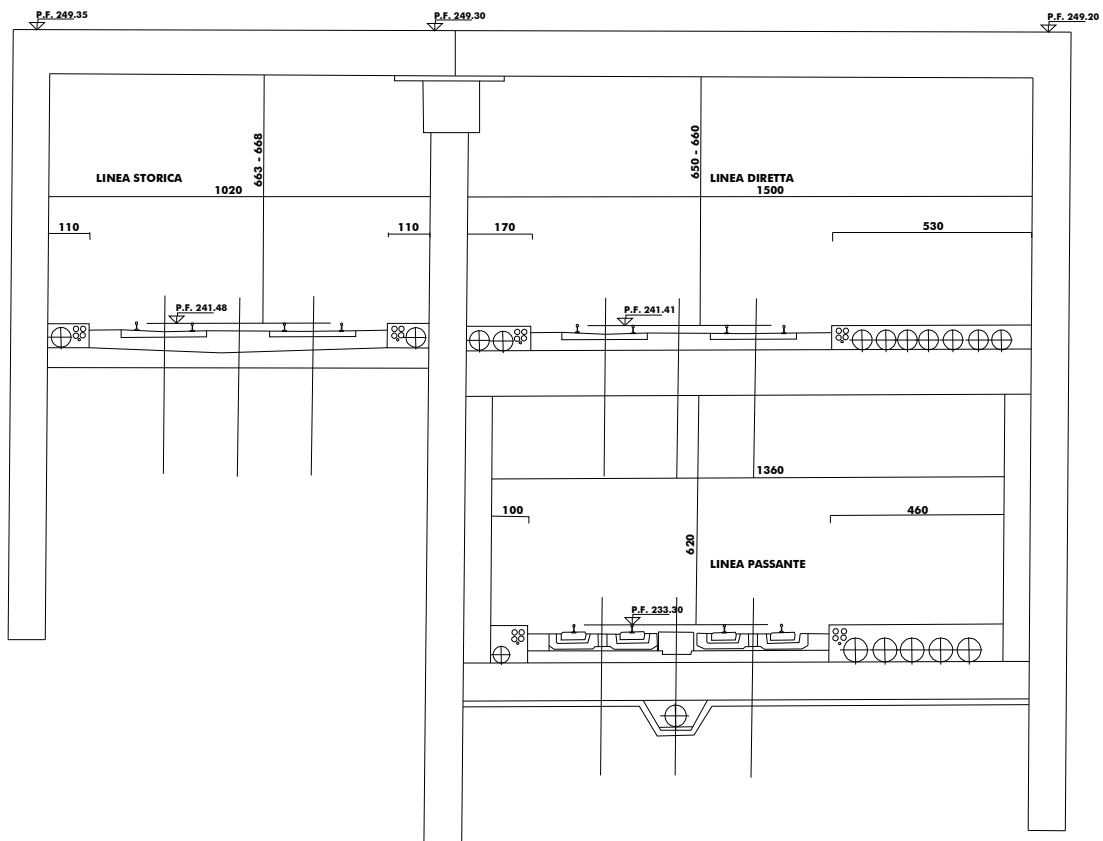 P.F. 249.35
P.F. 249.30
P.F. 249.20
663 - 668
650 - 660
LINEA STORICA
LINEA DIRETTA
1020
1500
110
110
170
530
P.F. 241.48
P.F. 241.41
1360
100
460
620
LINEA PASSANTE
P.F. 233.30